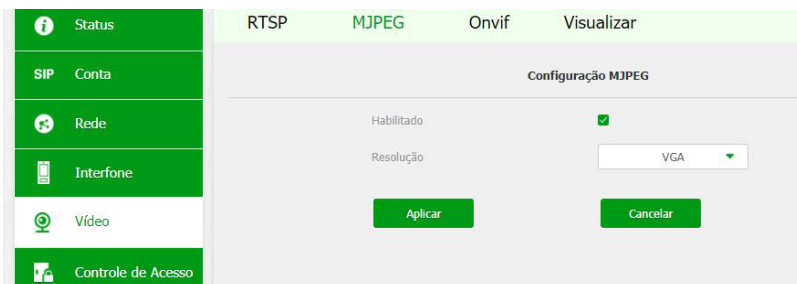 Status
SIP Conta
Rede
Interfone
Vídeo
Controle de Acesso
RTSP MJPEG Onvif Visualizar
Configuração MJPEG
Habilitado
Resolução VGA
Aplicar Cancelar